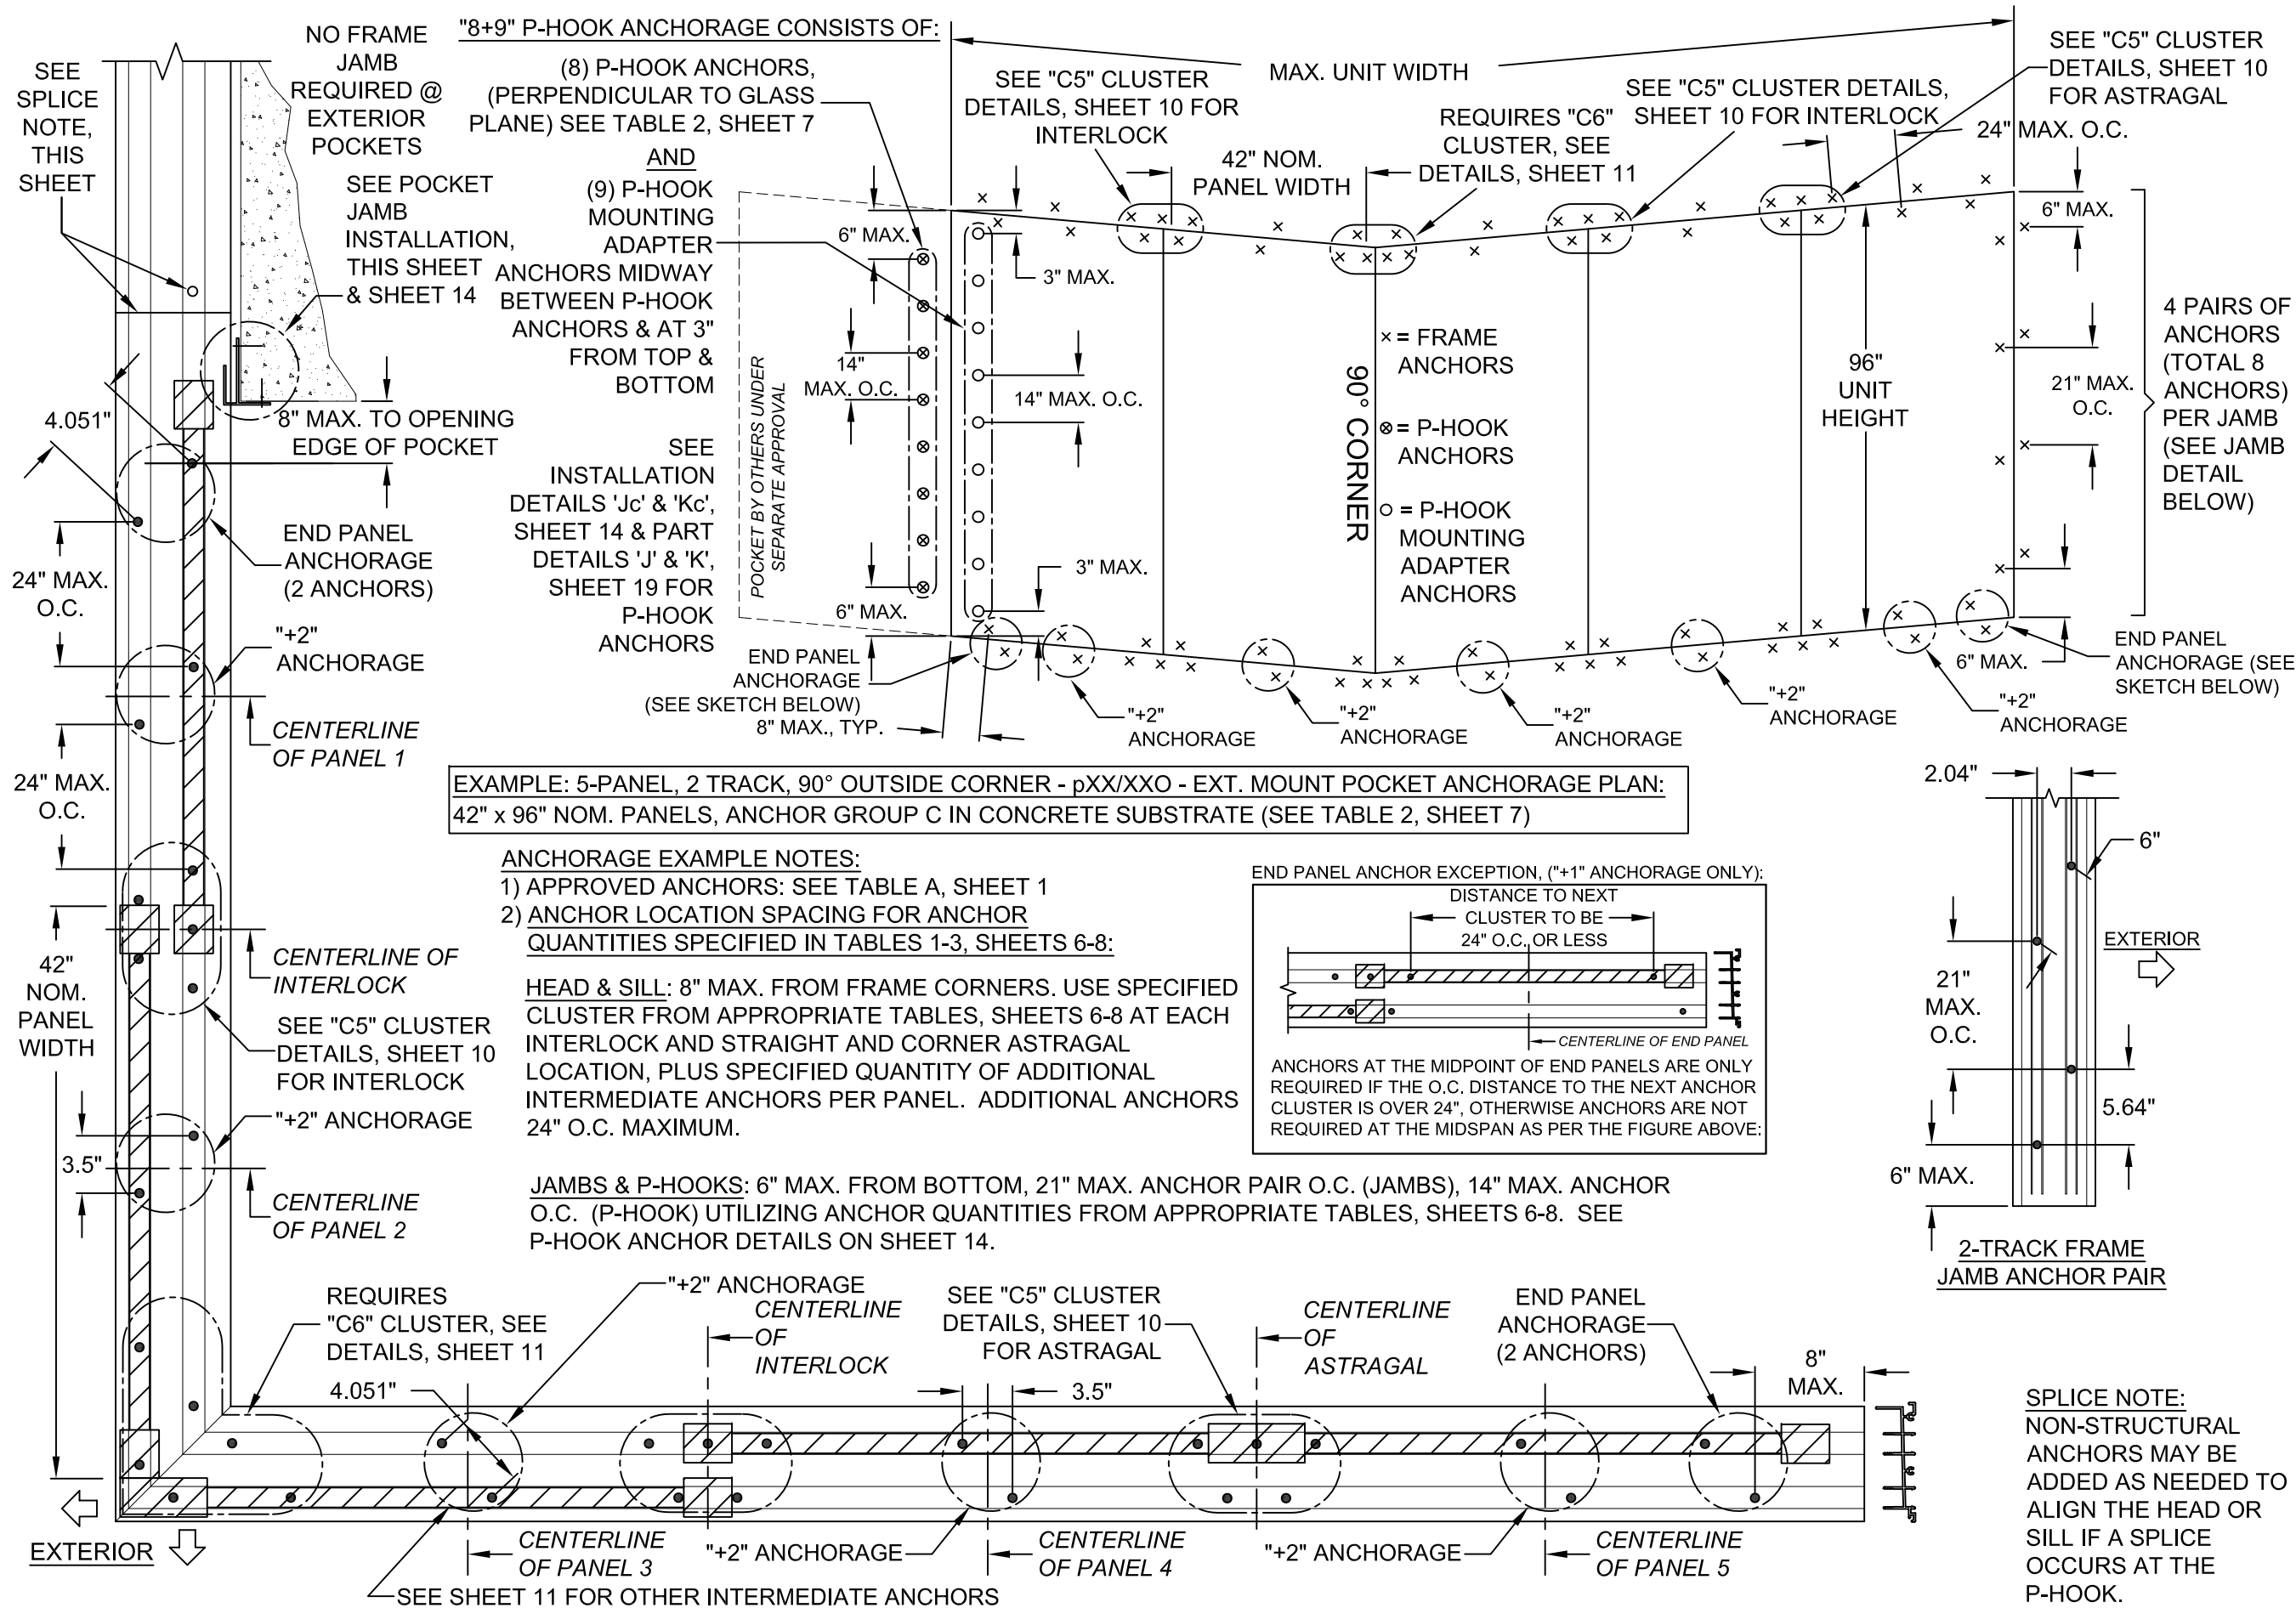 "8+9" P-HOOK ANCHORAGE CONSISTS OF:
(8) P-HOOK ANCHORS,
(PERPENDICULAR TO GLASS
PLANE) SEE TABLE 2, SHEET 7
AND
(9) P-HOOK
MOUNTING
ADAPTER
ANCHORS MIDWAY
BETWEEN P-HOOK
ANCHORS & AT 3"
FROM TOP &
BOTTOM
SEE
INSTALLATION
DETAILS 'Jc' & 'Kc',
SHEET 14 & PART
DETAILS 'J' & 'K',
SHEET 19 FOR
P-HOOK
ANCHORS
NO FRAME
JAMB
REQUIRED @
EXTERIOR
POCKETS
SEE
SPLICE
NOTE,
THIS
SHEET
SEE POCKET
JAMB
INSTALLATION,
THIS SHEET
& SHEET 14
8" MAX. TO OPENING
EDGE OF POCKET
4.051"
END PANEL
ANCHORAGE
(2 ANCHORS)
24" MAX.
O.C.
"+2"
ANCHORAGE
CENTERLINE
OF PANEL 1
24" MAX.
O.C.
CENTERLINE OF
INTERLOCK
42"
NOM.
PANEL
WIDTH
SEE "C5" CLUSTER
DETAILS, SHEET 10
FOR INTERLOCK
"+2" ANCHORAGE
3.5"
CENTERLINE
OF PANEL 2
REQUIRES
"C6" CLUSTER, SEE
DETAILS, SHEET 11
4.051"
EXTERIOR
MAX. UNIT WIDTH
SEE "C5" CLUSTER
DETAILS, SHEET 10 FOR
INTERLOCK
42" NOM.
PANEL WIDTH
REQUIRES "C6"
CLUSTER, SEE
DETAILS, SHEET 11
SEE "C5" CLUSTER DETAILS,
SHEET 10 FOR INTERLOCK
SEE "C5" CLUSTER
DETAILS, SHEET 10
FOR ASTRAGAL
24" MAX. O.C.
6" MAX.
6" MAX.
3" MAX.
14"
MAX. O.C.
14" MAX. O.C.
POCKET BY OTHERS UNDER
SEPARATE APPROVAL
x = FRAME
ANCHORS
⊗ = P-HOOK
ANCHORS
○ = P-HOOK
MOUNTING
ADAPTER
ANCHORS
90° CORNER
96"
UNIT
HEIGHT
21" MAX.
O.C.
4 PAIRS OF
ANCHORS
(TOTAL 8
ANCHORS)
PER JAMB
(SEE JAMB
DETAIL
BELOW)
3" MAX.
6" MAX.
END PANEL
ANCHORAGE
(SEE SKETCH BELOW)
8" MAX., TYP.
"+2"
ANCHORAGE
"+2"
ANCHORAGE
"+2"
ANCHORAGE
"+2"
ANCHORAGE
"+2"
ANCHORAGE
6" MAX.
END PANEL
ANCHORAGE (SEE
SKETCH BELOW)
EXAMPLE: 5-PANEL, 2 TRACK, 90° OUTSIDE CORNER - pXX/XXO - EXT. MOUNT POCKET ANCHORAGE PLAN:
42" x 96" NOM. PANELS, ANCHOR GROUP C IN CONCRETE SUBSTRATE (SEE TABLE 2, SHEET 7)
ANCHORAGE EXAMPLE NOTES:
1) APPROVED ANCHORS: SEE TABLE A, SHEET 1
2) ANCHOR LOCATION SPACING FOR ANCHOR
QUANTITIES SPECIFIED IN TABLES 1-3, SHEETS 6-8:
HEAD & SILL: 8" MAX. FROM FRAME CORNERS. USE SPECIFIED
CLUSTER FROM APPROPRIATE TABLES, SHEETS 6-8 AT EACH
INTERLOCK AND STRAIGHT AND CORNER ASTRAGAL
LOCATION, PLUS SPECIFIED QUANTITY OF ADDITIONAL
INTERMEDIATE ANCHORS PER PANEL. ADDITIONAL ANCHORS
24" O.C. MAXIMUM.
JAMBS & P-HOOKS: 6" MAX. FROM BOTTOM, 21" MAX. ANCHOR PAIR O.C. (JAMBS), 14" MAX. ANCHOR
O.C. (P-HOOK) UTILIZING ANCHOR QUANTITIES FROM APPROPRIATE TABLES, SHEETS 6-8. SEE
P-HOOK ANCHOR DETAILS ON SHEET 14.
END PANEL ANCHOR EXCEPTION, ("+1" ANCHORAGE ONLY):
DISTANCE TO NEXT
CLUSTER TO BE
24" O.C. OR LESS
CENTERLINE OF END PANEL
ANCHORS AT THE MIDPOINT OF END PANELS ARE ONLY
REQUIRED IF THE O.C. DISTANCE TO THE NEXT ANCHOR
CLUSTER IS OVER 24", OTHERWISE ANCHORS ARE NOT
REQUIRED AT THE MIDSPAN AS PER THE FIGURE ABOVE:
2.04"
6"
EXTERIOR
21"
MAX.
O.C.
5.64"
6" MAX.
2-TRACK FRAME
JAMB ANCHOR PAIR
"+2" ANCHORAGE
CENTERLINE
OF
INTERLOCK
SEE "C5" CLUSTER
DETAILS, SHEET 10
FOR ASTRAGAL
3.5"
CENTERLINE
OF
ASTRAGAL
END PANEL
ANCHORAGE
(2 ANCHORS)
8"
MAX.
CENTERLINE
OF PANEL 3
"+2" ANCHORAGE
CENTERLINE
OF PANEL 4
"+2" ANCHORAGE
CENTERLINE
OF PANEL 5
SEE SHEET 11 FOR OTHER INTERMEDIATE ANCHORS
SPLICE NOTE:
NON-STRUCTURAL
ANCHORS MAY BE
ADDED AS NEEDED TO
ALIGN THE HEAD OR
SILL IF A SPLICE
OCCURS AT THE
P-HOOK.